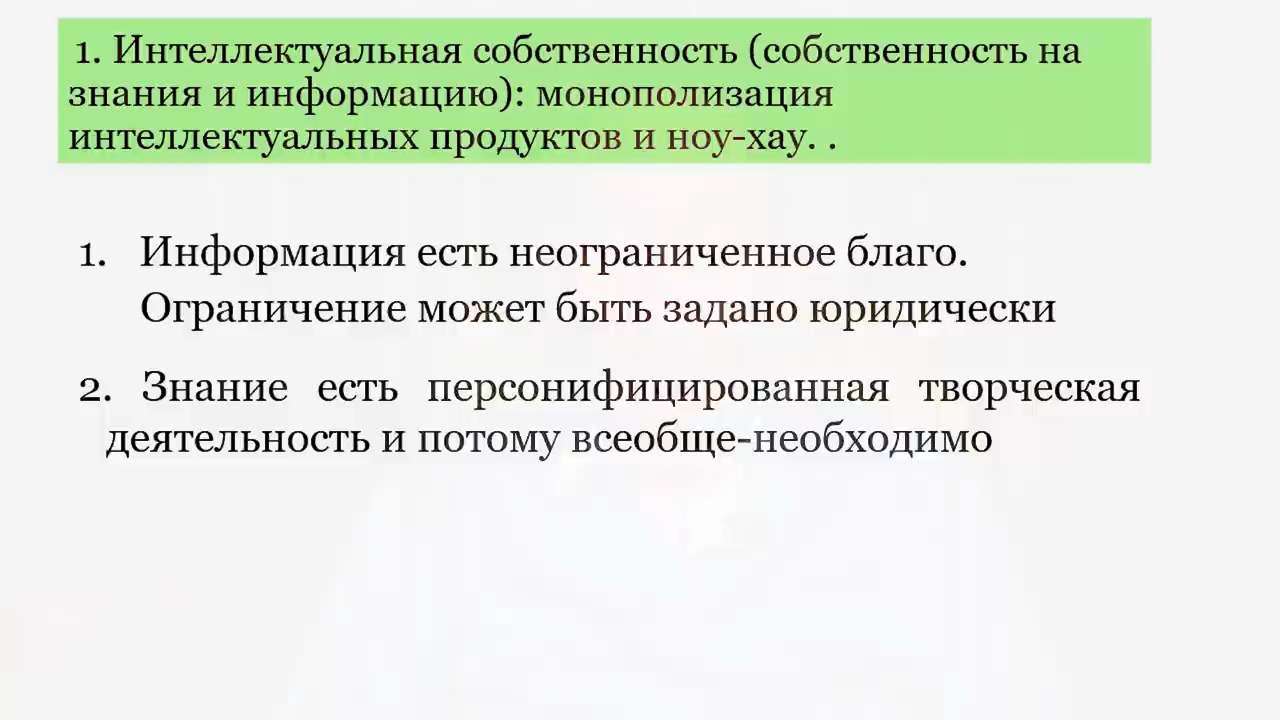 1. Интеллектуальная собственность (собственность на
знания и информацию): монополизация
интеллектуальных продуктов и ноу-хау. .
1. Информация есть неограниченное благо.
Ограничение может быть задано юридически
2. Знание есть персонифицированная творческая
деятельность и потому всеобще-необходимо